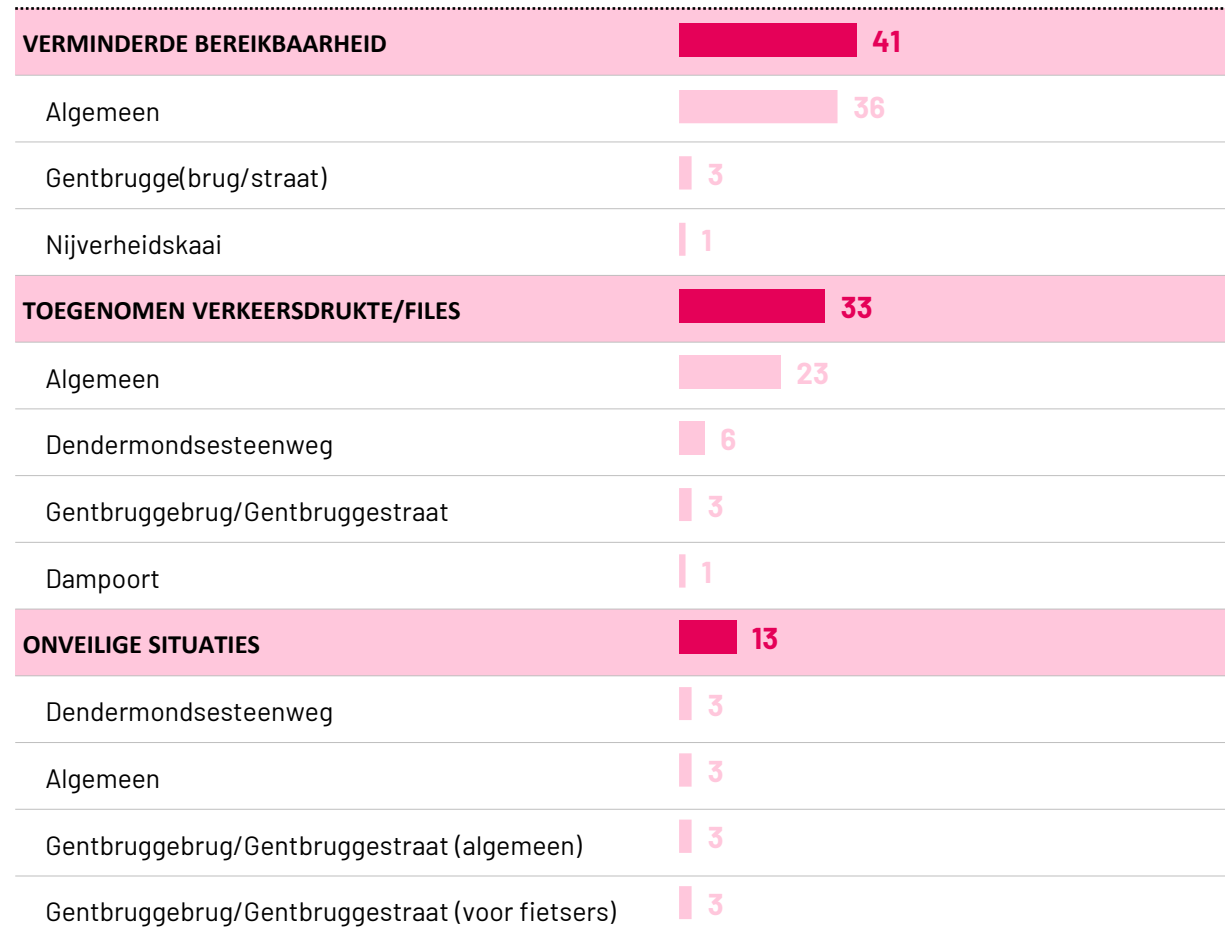 VERMINDERDE BEREIKBAARHEID 41
Algemeen 36
Gentbrugge(brug/straat) 3
Nijverheidskaai 1
TOEGENOMEN VERKEERSDRUKTE/FILES 33
Algemeen 23
Dendermondsesteenweg 6
Gentbruggebrug/Gentbruggestraat 3
Dampoort 1
ONVEILIGE SITUATIES 13
Dendermondsesteenweg 3
Algemeen 3
Gentbruggebrug/Gentbruggestraat (algemeen) 3
Gentbruggebrug/Gentbruggestraat (voor fietsers) 3